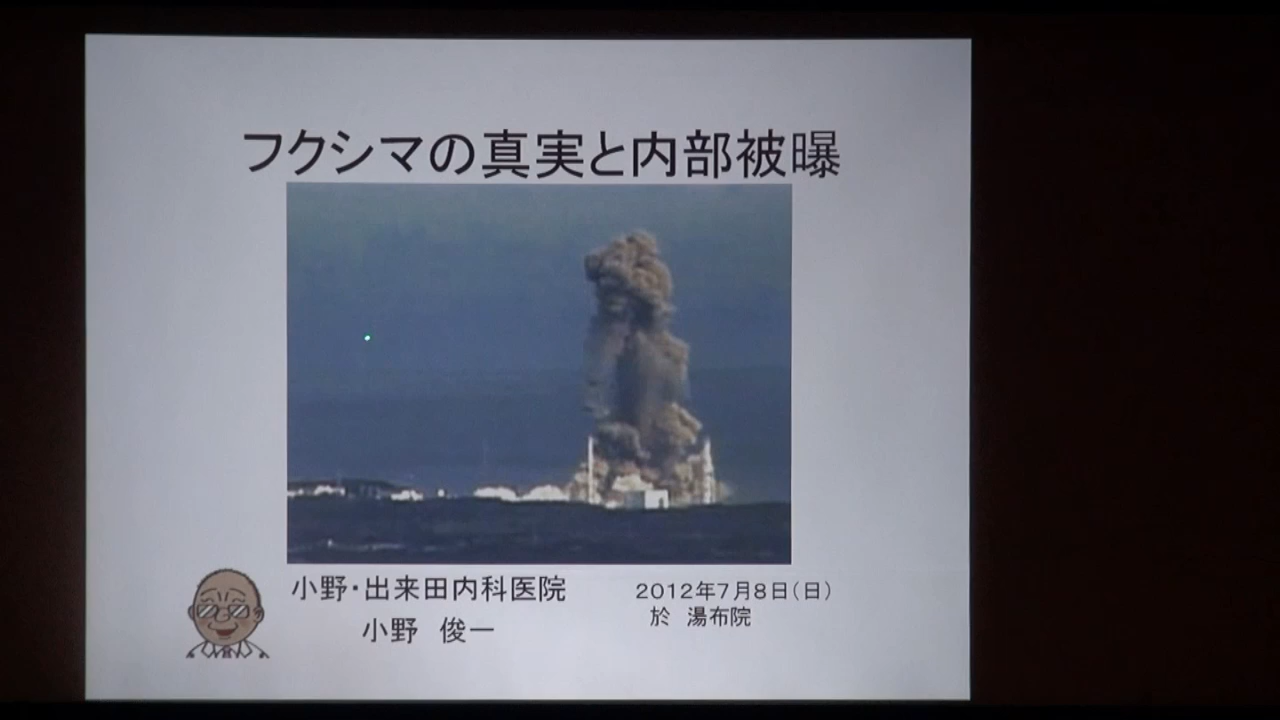 フクシマの真実と内部被曝
小野・出来田内科医院
小野 俊一
2012年7月8日(日)
於 湯布院